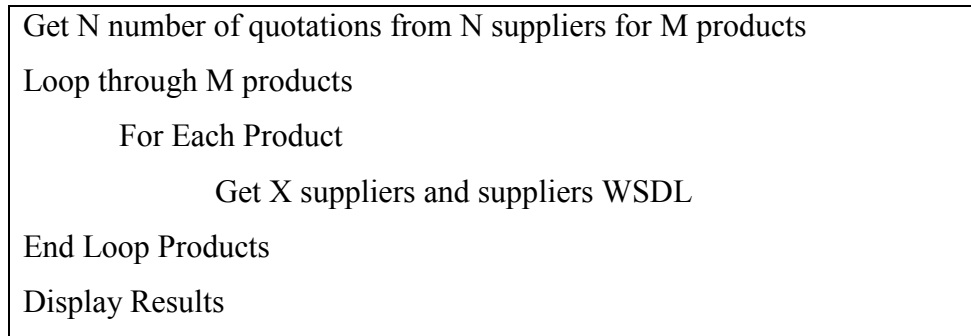 Get N number of quotations from N suppliers for M products
Loop through M products
For Each Product
Get X suppliers and suppliers WSDL
End Loop Products
Display Results